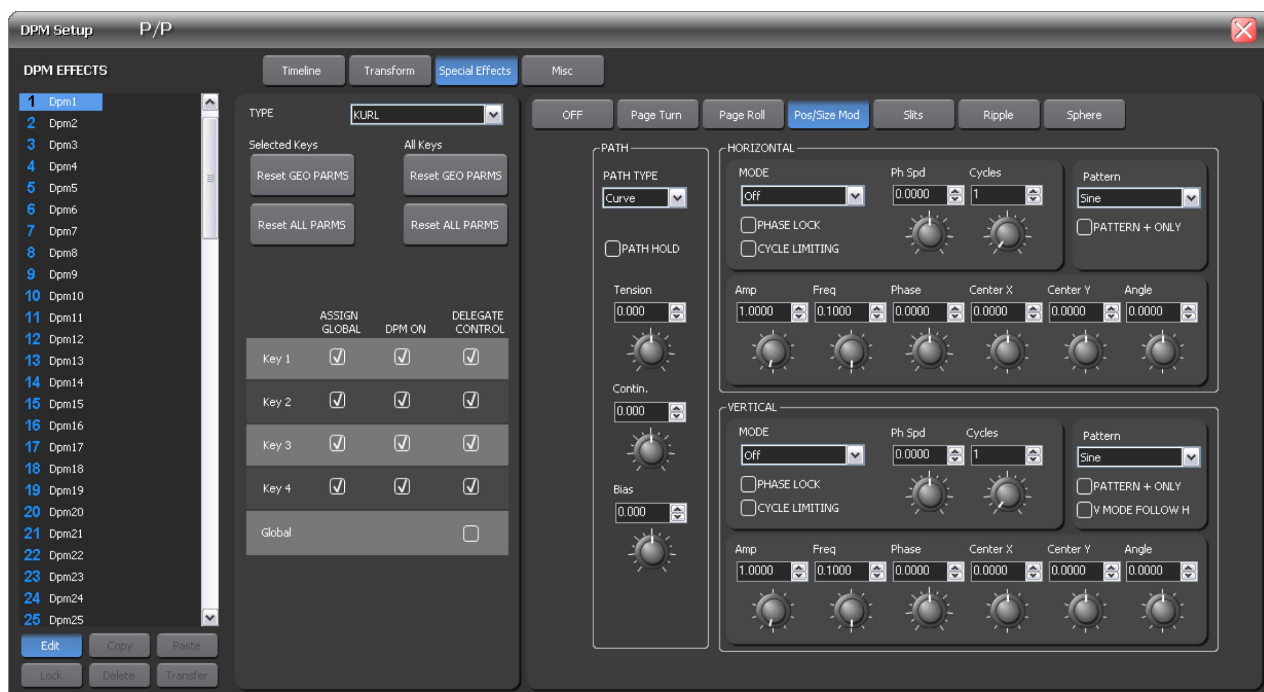 DPM Setup P/P
DPM EFFECTS
Timeline Transform Special Effects Misc
1 Dpm1
2 Dpm2
3 Dpm3
4 Dpm4
5 Dpm5
6 Dpm6
7 Dpm7
8 Dpm8
9 Dpm9
10 Dpm10
11 Dpm11
12 Dpm12
13 Dpm13
14 Dpm14
15 Dpm15
16 Dpm16
17 Dpm17
18 Dpm18
19 Dpm19
20 Dpm20
21 Dpm21
22 Dpm22
23 Dpm23
24 Dpm24
25 Dpm25
Edit Copy Paste
Lock Delete Transfer
TYPE KURL
Selected Keys All Keys
Reset GEO PARMS Reset GEO PARMS
Reset ALL PARMS Reset ALL PARMS
ASSIGN GLOBAL DPM ON DELEGATE CONTROL
Key 1
Key 2
Key 3
Key 4
Global
OFF Page Turn Page Roll Pos/Size Mod Slits Ripple Sphere
PATH
PATH TYPE
Curve
PATH HOLD
Tension
0.000
Contin.
0.000
Bias
0.000
HORIZONTAL
MODE Ph Spd Cycles Pattern
Off 0.0000 1 Sine
PHASE LOCK PATTERN + ONLY
CYCLE LIMITING
Amp Freq Phase Center X Center Y Angle
1.0000 0.1000 0.0000 0.0000 0.0000 0.0000
VERTICAL
MODE Ph Spd Cycles Pattern
Off 0.0000 1 Sine
PHASE LOCK PATTERN + ONLY
CYCLE LIMITING V MODE FOLLOW H
Amp Freq Phase Center X Center Y Angle
1.0000 0.1000 0.0000 0.0000 0.0000 0.0000